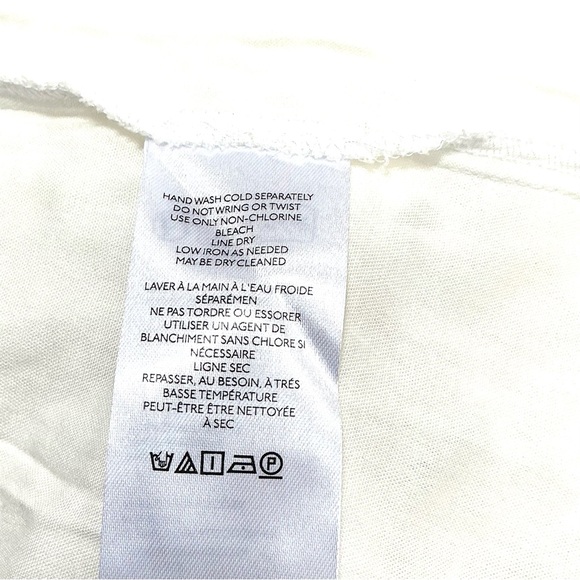 HAND WASH COLD SEPARATELY
DO NOT WRING OR TWIST
USE ONLY NON-CHLORINE
BLEACH
LINE DRY
LOW IRON AS NEEDED
MAY BE DRY CLEANED
LAVER À LA MAIN À L'EAU FROIDE
SÉPARÉMEN
NE PAS TORDRE OU ESSORER
UTILISER UN AGENT DE
BLANCHIMENT SANS CHLORE SI
NÉCESSAIRE
LIGNE SEC
REPASSER, AU BESOIN, À TRÉS
BASSE TEMPÉRATURE
PEUT-ÊTRE ÊTRE NETTOYÉE
À SEC
P